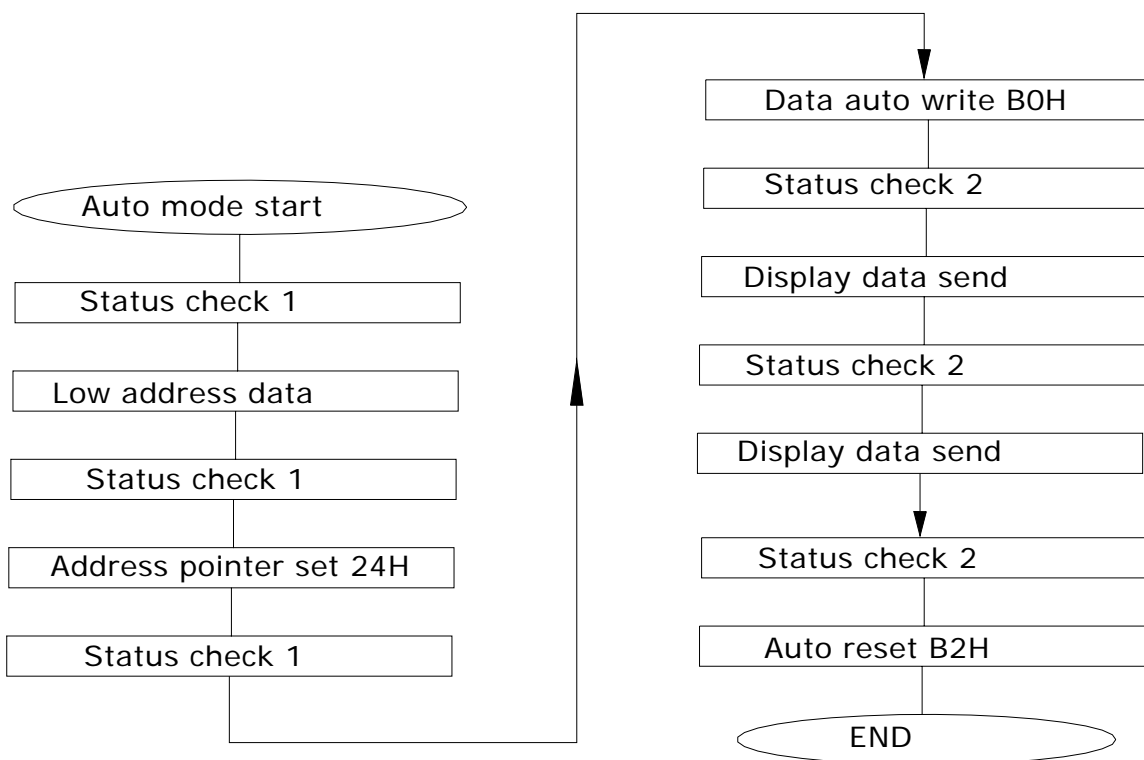 Auto mode start
Status check 1
Low address data
Status check 1
Address pointer set 24H
Status check 1
Data auto write B0H
Status check 2
Display data send
Status check 2
Display data send
Status check 2
Auto reset B2H
END